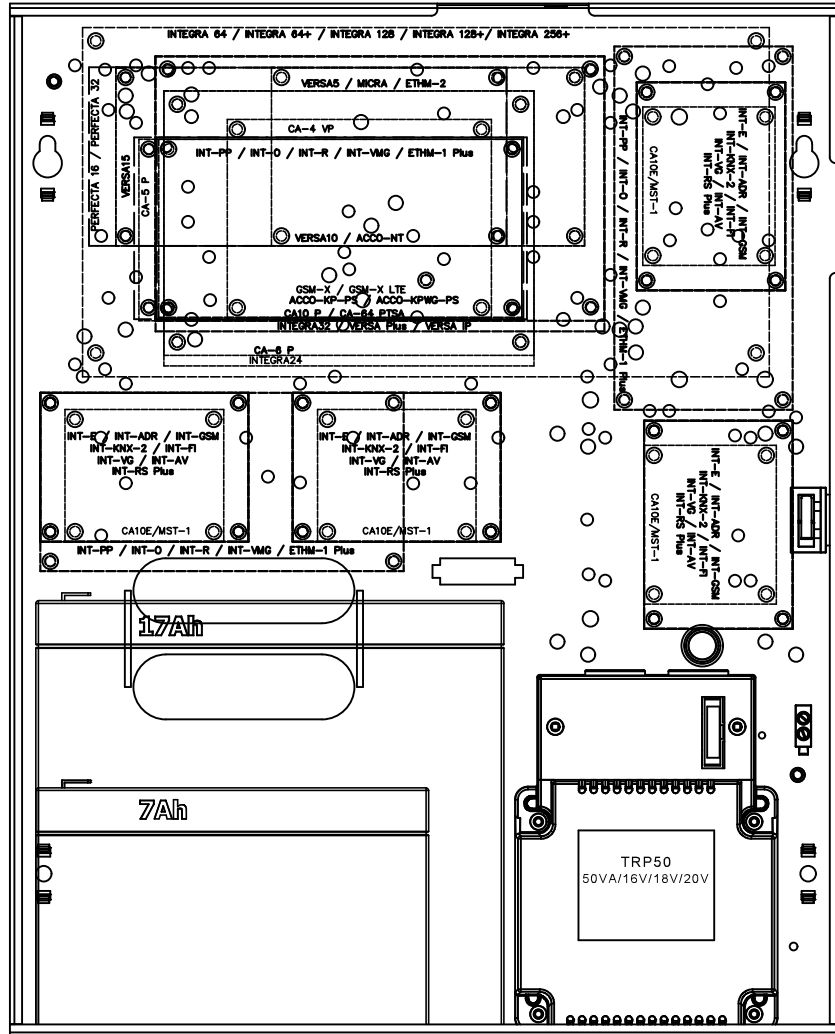 INTEGRA 64 / INTEGRA 64+ / INTEGRA 128 / INTEGRA 128+/ INTEGRA 256+
PERFECTA 16 / PERFECTA 32
VERSA15
CA-5 P
VERSA5 / MICRA / ETHM-2
CA-4 VP
INT-PP / INT-O / INT-R / INT-VMG / ETHM-1 Plus
VERSA10 / ACCO-NT
GSM-X / GSM-X LTE
ACCO-KP-PS / ACCO-KPWG-PS
CA10 P / CA-64 PTSA
INTEGRA32 / VERSA Plus / VERSA IP
CA-6 P
INTEGRA24
INT-PP / INT-O / INT-R / INT-VMG / ETHM-1 Plus
INT-E / INT-ADR / INT-GSM
INT-KNX-2 / INT-FI
INT-VG / INT-AV
INT-RS Plus
CA10E/MST-1
INT-E / INT-ADR / INT-GSM
INT-KNX-2 / INT-FI
INT-VG / INT-AV
INT-RS Plus
CA10E/MST-1
INT-E / INT-ADR / INT-GSM
INT-KNX-2 / INT-FI
INT-VG / INT-AV
INT-RS Plus
CA10E/MST-1
INT-PP / INT-O / INT-R / INT-VMG / ETHM-1 Plus
INT-E / INT-ADR / INT-GSM
INT-KNX-2 / INT-FI
INT-VG / INT-AV
INT-RS Plus
CA10E/MST-1
17Ah
7Ah
TRP50
50VA/16V/18V/20V